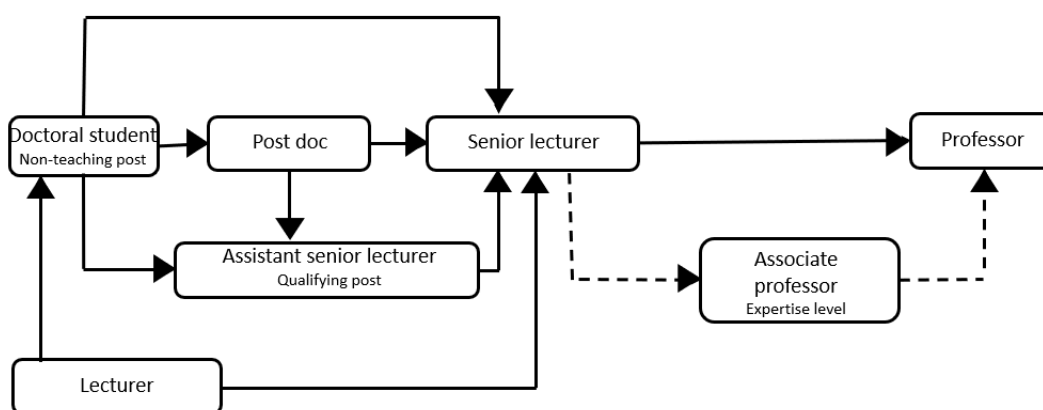 Doctoral student
Non-teaching post
Post doc
Senior lecturer
Professor
Assistant senior lecturer
Qualifying post
Associate
professor
Expertise level
Lecturer